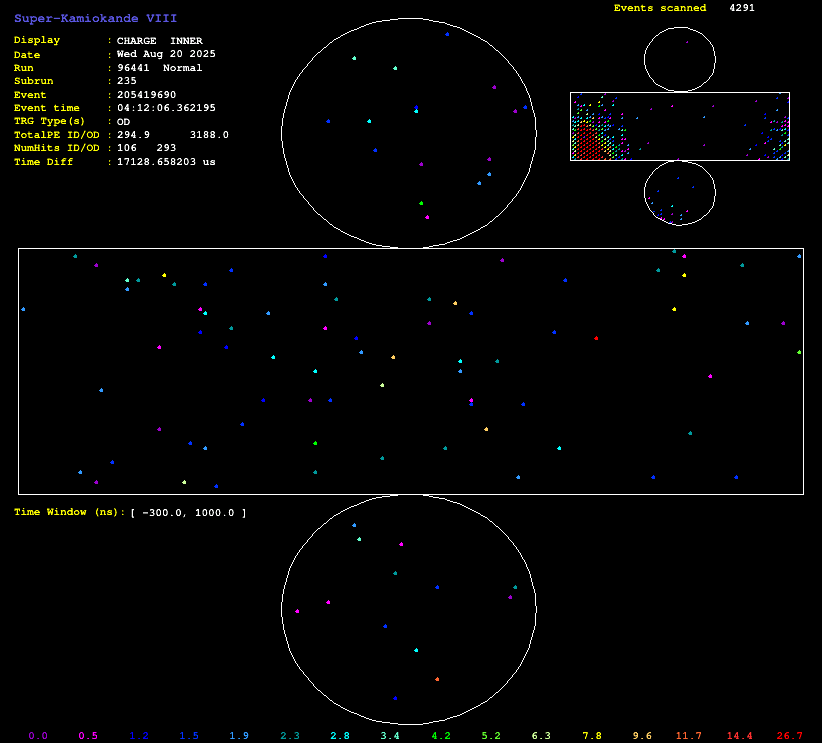 Events scanned 4291
Super-Kamiokande VIII
Display : CHARGE INNER
Date : Wed Aug 20 2025
Run : 96441 Normal
Subrun : 235
Event : 205419690
Event time : 04:12:06.362195
TRG Type(s) : OD
TotalPE ID/OD : 294.9 3188.0
NumHits ID/OD : 106 293
Time Diff : 17128.658203 us
Time Window (ns): [ -300.0, 1000.0 ]
0.0 0.5 1.2 1.5 1.9 2.3 2.8 3.4 4.2 5.2 6.3 7.8 9.6 11.7 14.4 26.7